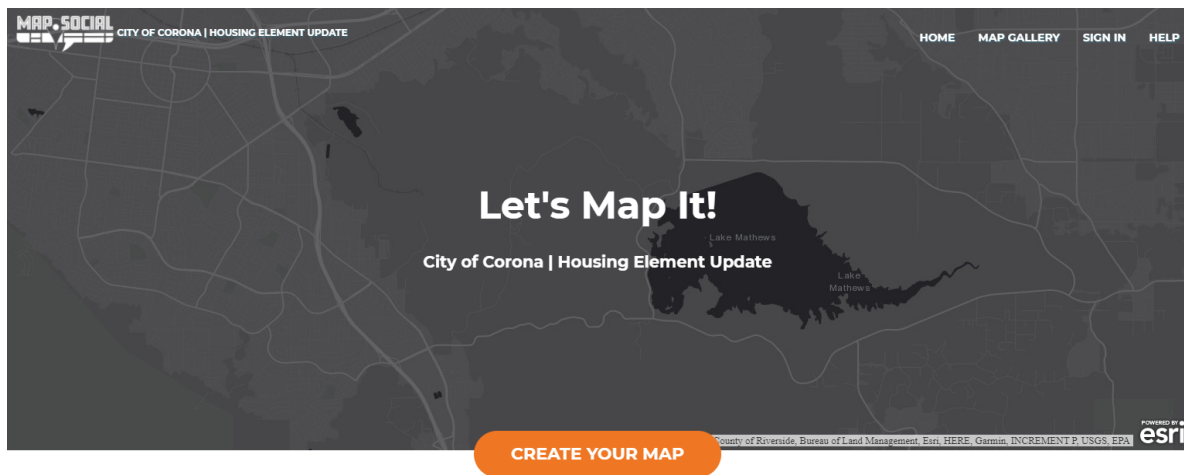 MAP.SOCIAL
CITY OF CORONA | HOUSING ELEMENT UPDATE
HOME MAP GALLERY SIGN IN HELP
Let's Map It!
Lake Mathews
City of Corona | Housing Element Update
Lake
Mathews
POWERED BY
esri
County of Riverside, Bureau of Land Management, Esri, HERE, Garmin, INCREMENT P, USGS, EPA
CREATE YOUR MAP